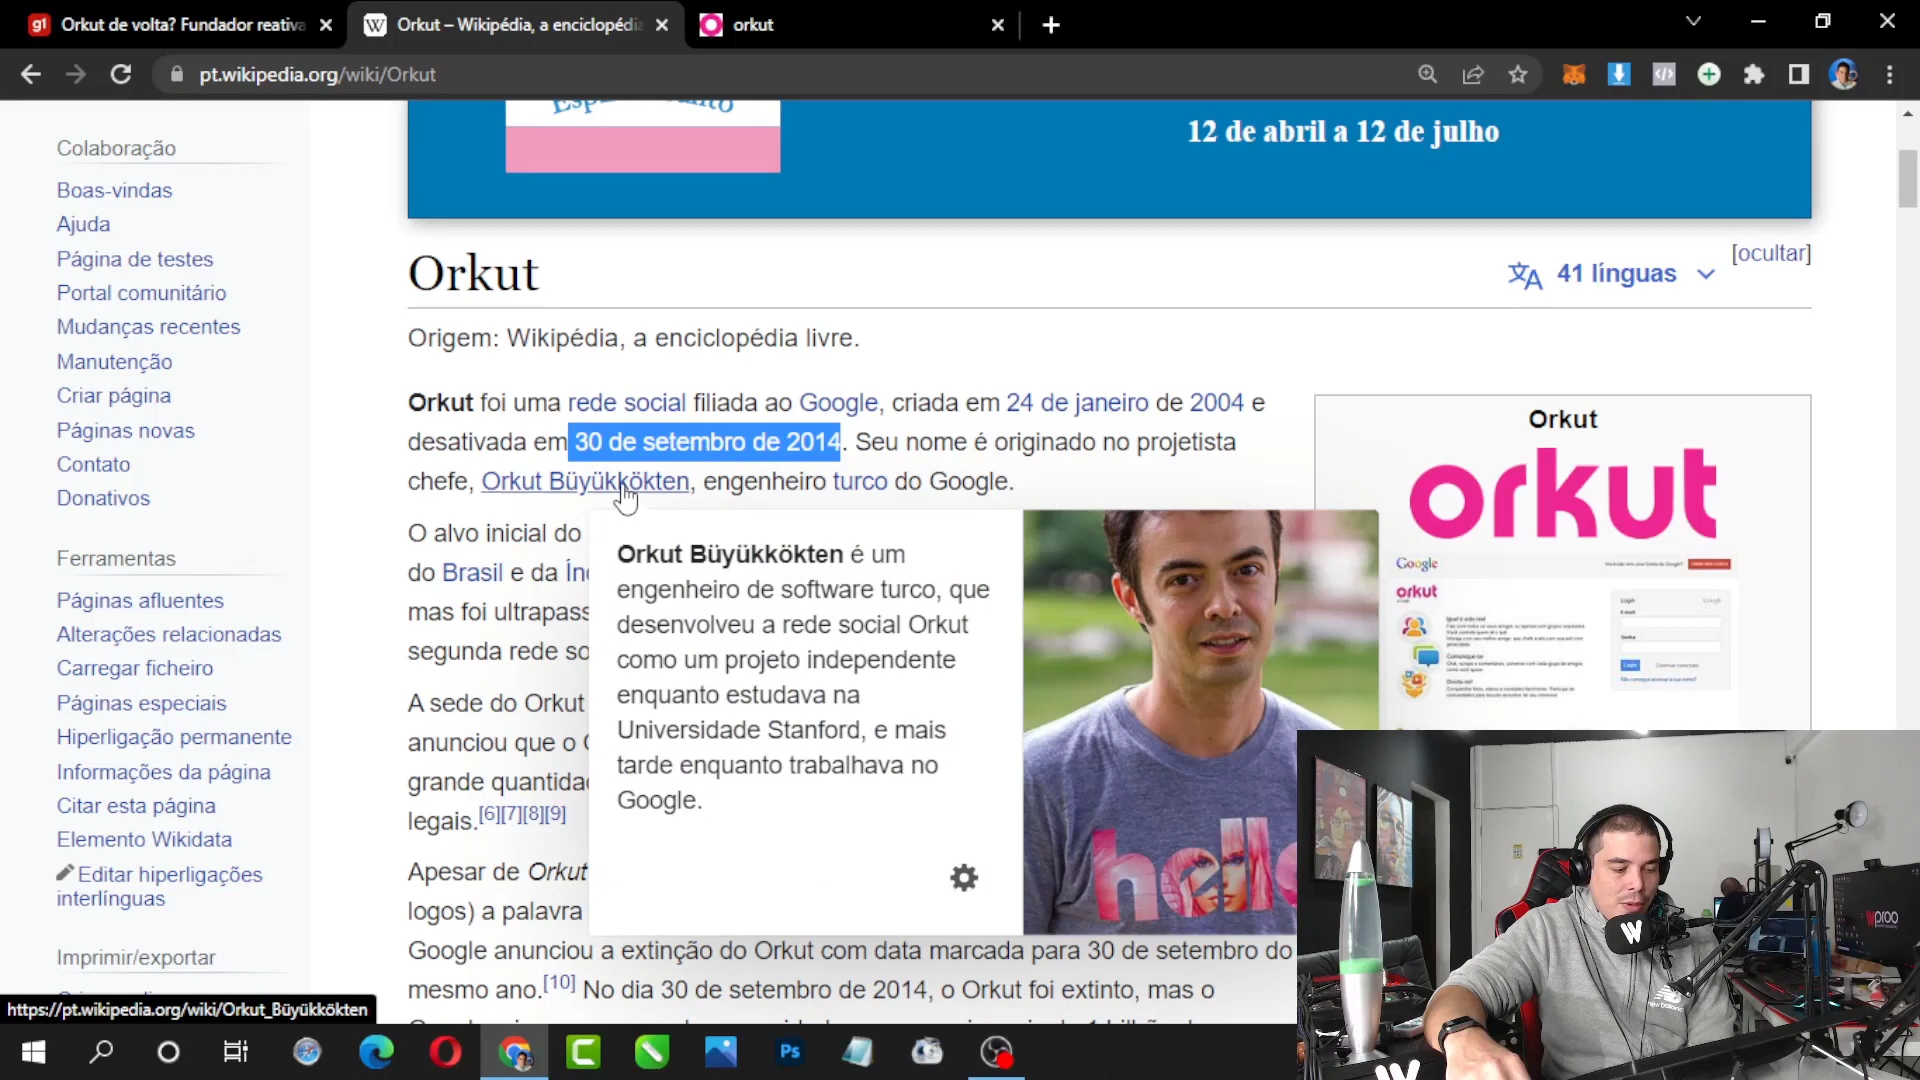 Orkut de volta? Fundador reativa
Orkut – Wikipédia, a enciclopédia
orkut
pt.wikipedia.org/wiki/Orkut
12 de abril a 12 de julho
Colaboração
Boas-vindas
Ajuda
Página de testes
Portal comunitário
Mudanças recentes
Manutenção
Criar página
Páginas novas
Contato
Donativos
Ferramentas
Páginas afluentes
Alterações relacionadas
Carregar ficheiro
Páginas especiais
Hiperligação permanente
Informações da página
Citar esta página
Elemento Wikidata
Editar hiperligações
interlínguas
Imprimir/exportar
Orkut
41 línguas
[ocultar]
Origem: Wikipédia, a enciclopédia livre.
Orkut foi uma rede social filiada ao Google, criada em 24 de janeiro de 2004 e
desativada em 30 de setembro de 2014. Seu nome é originado no projetista
chefe, Orkut Büyükkökten, engenheiro turco do Google.
O alvo inicial do
do Brasil e da Índ
mas foi ultrapass
segunda rede so
A sede do Orkut
anunciou que o
grande quantida
legais.[6][7][8][9]
Apesar de Orkut
logos) a palavra
Google anunciou a extinção do Orkut com data marcada para 30 de setembro do
mesmo ano.[10] No dia 30 de setembro de 2014, o Orkut foi extinto, mas o
Orkut Büyükkökten é um
engenheiro de software turco, que
desenvolveu a rede social Orkut
como um projeto independente
enquanto estudava na
Universidade Stanford, e mais
tarde enquanto trabalhava no
Google.
hello
Orkut
orkut
Google
orkut
Login
Google
https://pt.wikipedia.org/wiki/Orkut_Büyükkökten
Ps
W
new balance
wproo
W